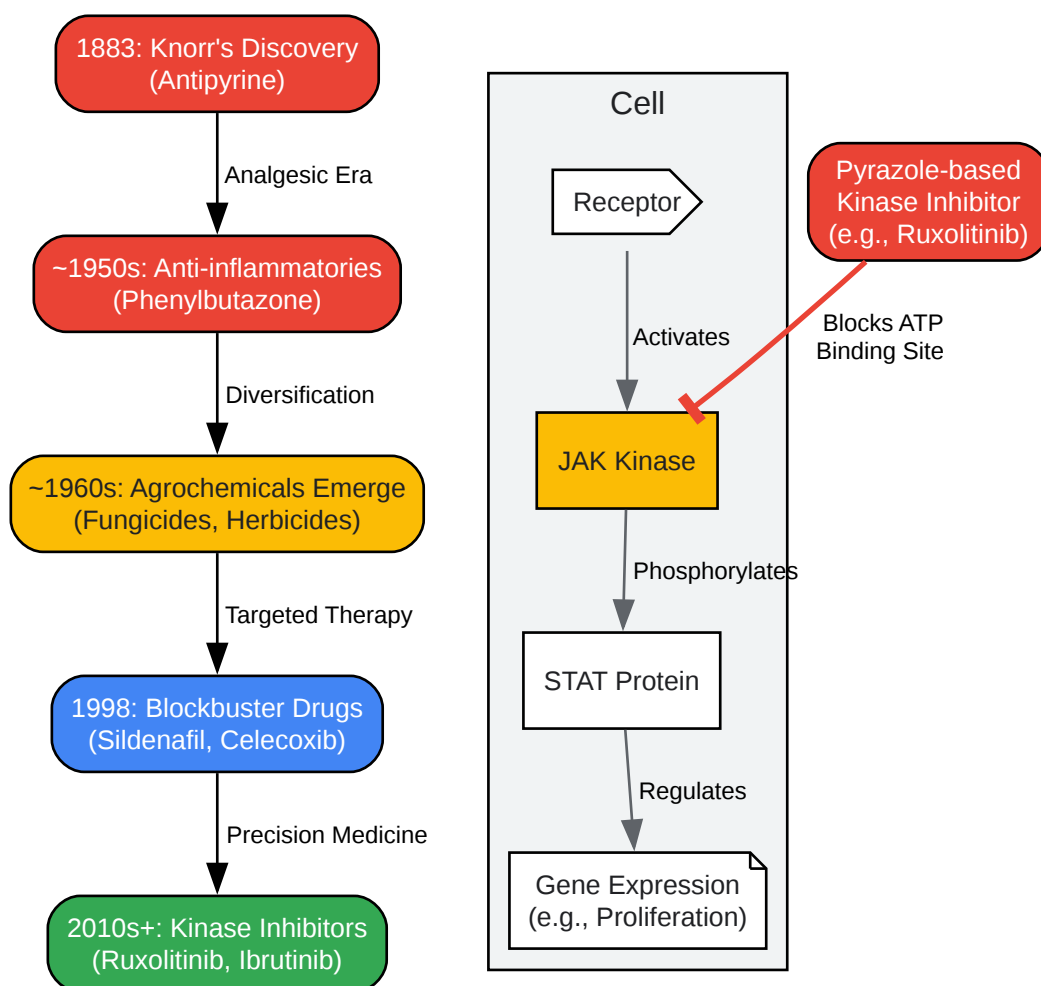 1883: Knorr's Discovery
(Antipyrine)
Analgesic Era
~1950s: Anti-inflammatories
(Phenylbutazone)
Diversification
~1960s: Agrochemicals Emerge
(Fungicides, Herbicides)
Targeted Therapy
1998: Blockbuster Drugs
(Sildenafil, Celecoxib)
Precision Medicine
2010s+: Kinase Inhibitors
(Ruxolitinib, Ibrutinib)
Cell
Receptor
Activates
JAK Kinase
Phosphorylates
STAT Protein
Regulates
Gene Expression
(e.g., Proliferation)
Pyrazole-based
Kinase Inhibitor
(e.g., Ruxolitinib)
Blocks ATP
Binding Site